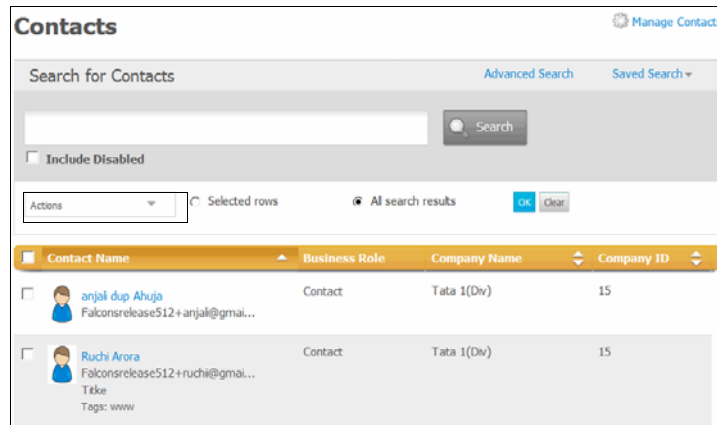 Contacts
Manage Contact
Search for Contacts
Advanced Search
Saved Search
Search
Include Disabled
Actions
Selected rows
All search results
OK
Clear
Contact Name
Business Role
Company Name
Company ID
anjali dup Ahuja
Contact
Tata 1(Div)
15
Falconsrelease512+anjali@gmai...
Ruchi Arora
Contact
Tata 1(Div)
15
Falconsrelease512+ruchi@gmai...
Titke
Tags: www